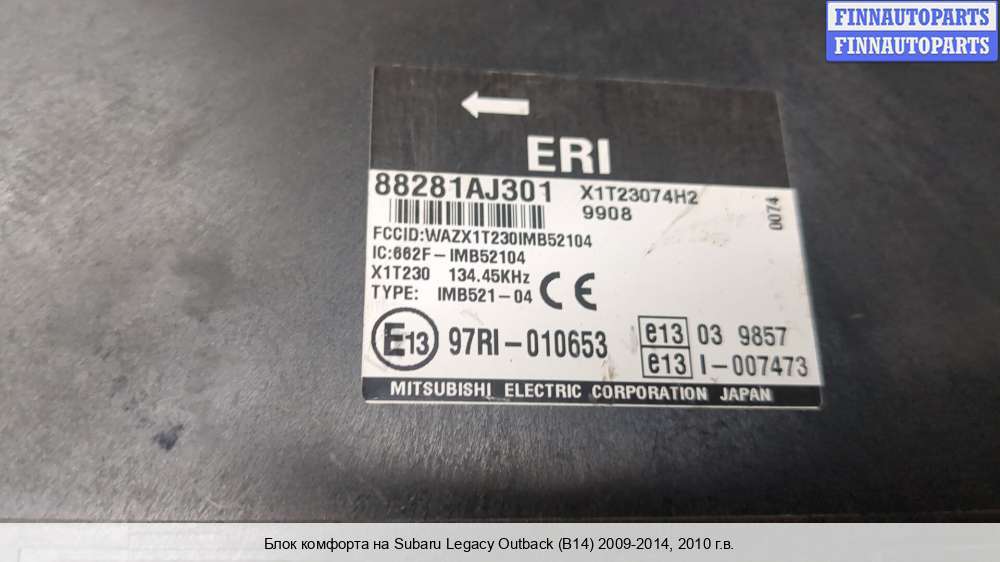 FINNAUTOPARTS
FINNAUTOPARTS
ERI
88281AJ301 X1T23074H2
9908
0074
FCCID:WAZX1T230IMB52104
IC:662F-IMB52104
X1T230 134.45KHz
TYPE: IMB521-04 CE
E13 97RI-010653
e13 03 9857
e13 I-007473
MITSUBISHI ELECTRIC CORPORATION JAPAN
Блок комфорта на Subaru Legacy Outback (B14) 2009-2014, 2010 г.в.